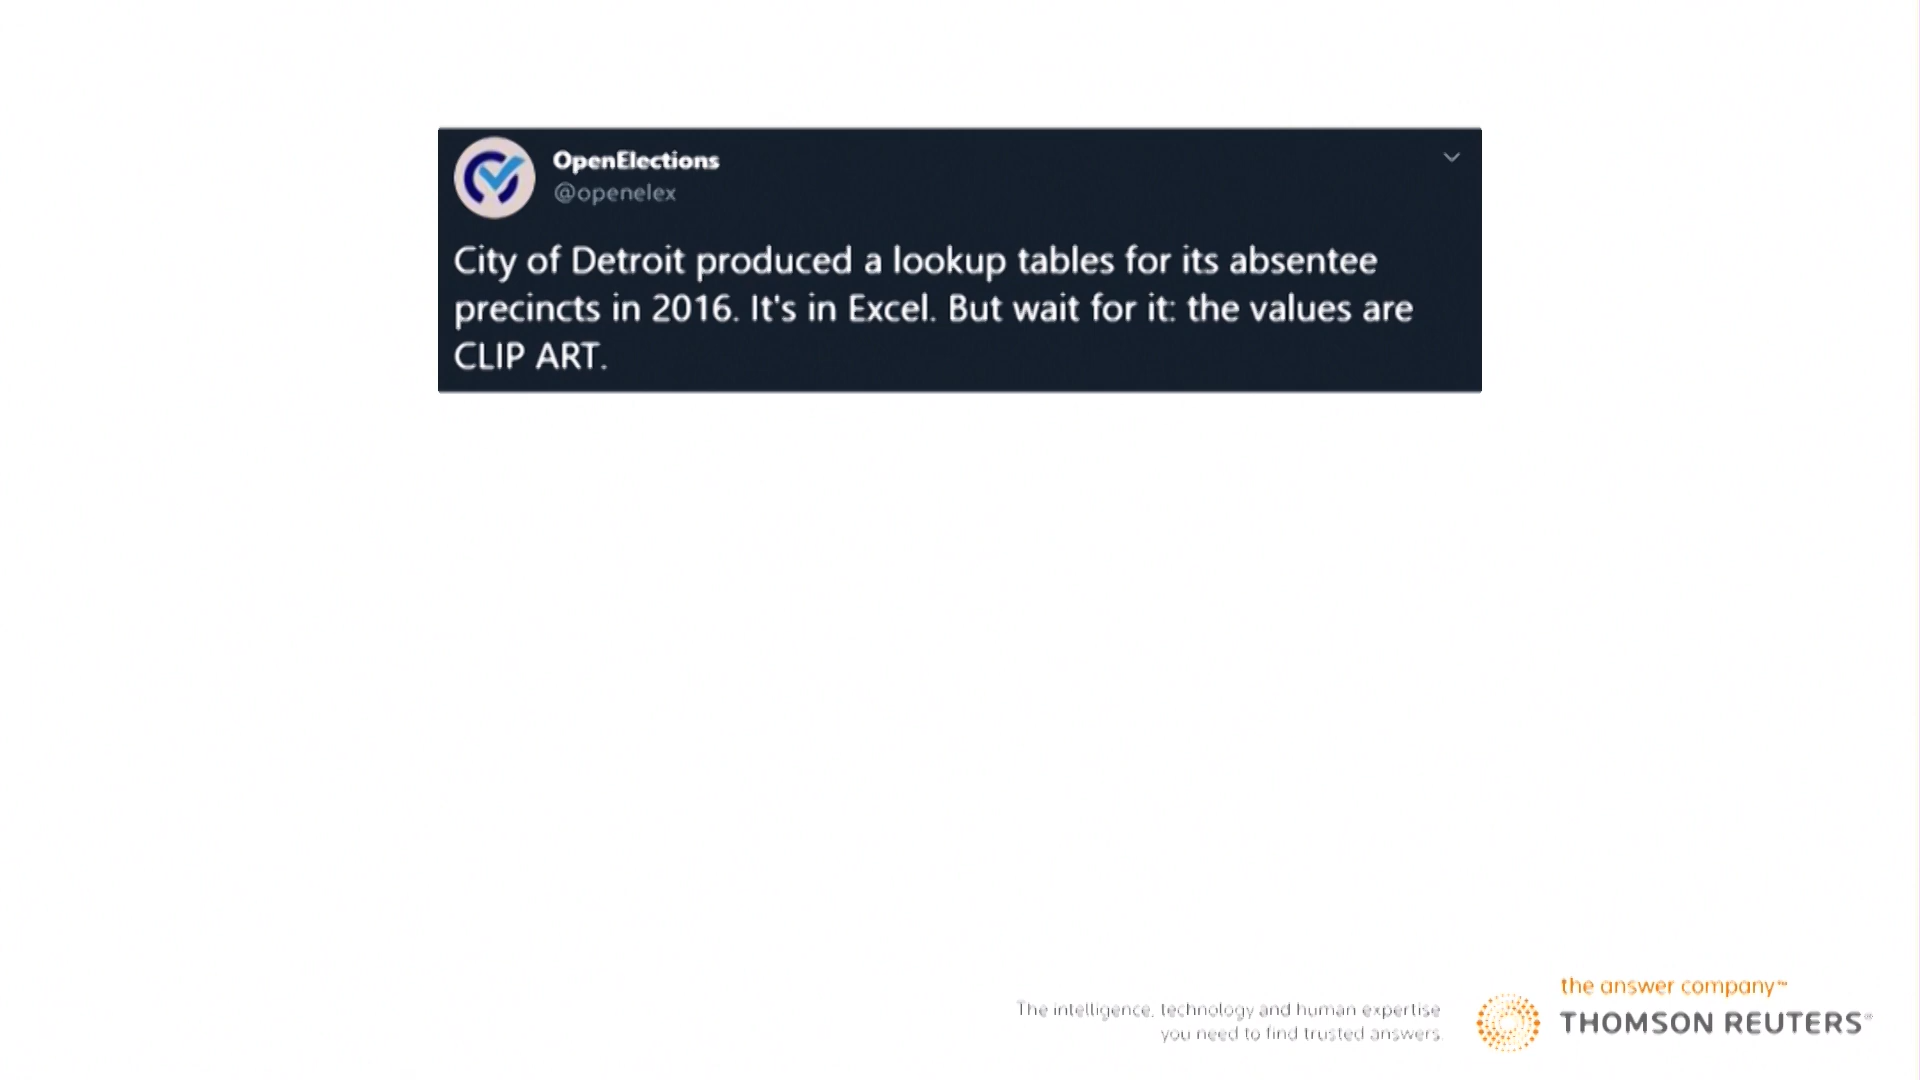 OpenElections
@openelex
City of Detroit produced a lookup tables for its absentee
precincts in 2016. It's in Excel. But wait for it: the values are
CLIP ART.
The intelligence, technology and human expertise
you need to find trusted answers.
the answer company™
THOMSON REUTERS®